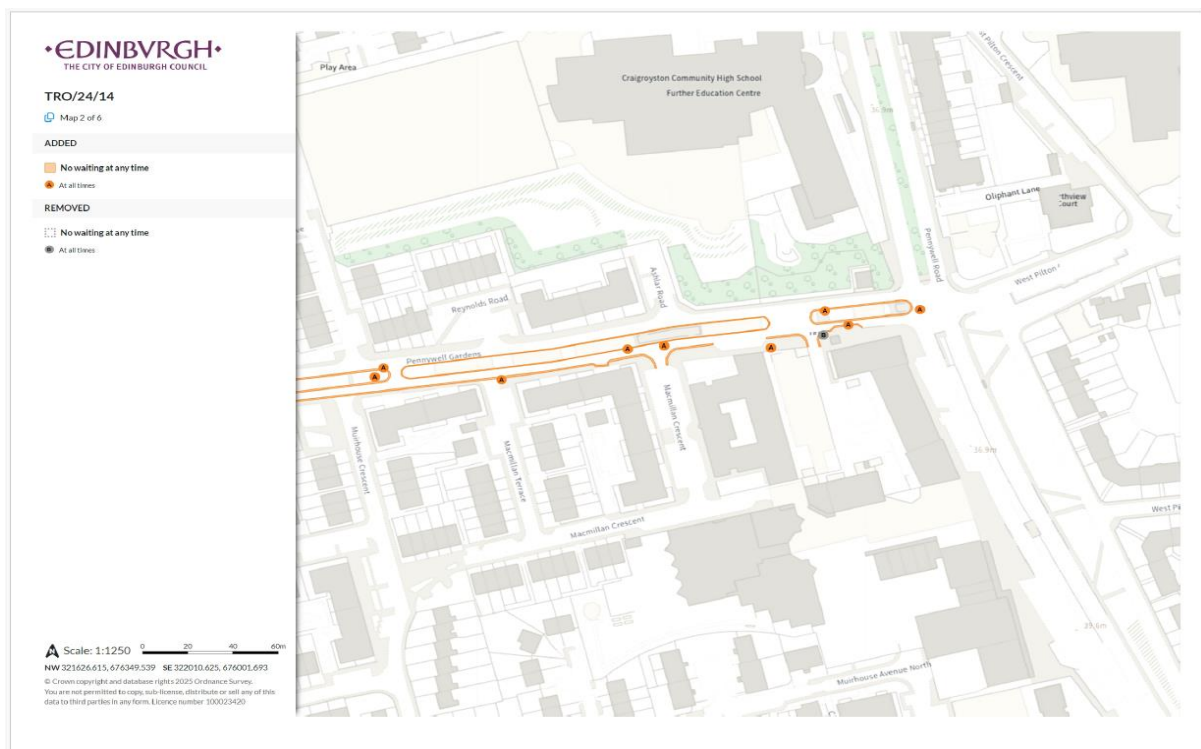 •EDINBVRGH•
THE CITY OF EDINBURGH COUNCIL
TRO/24/14
Map 2 of 6
ADDED
No waiting at any time
A At all times
REMOVED
No waiting at any time
B At all times
Scale: 1:1250
0 20 40 60m
NW 321626.615, 676349.539 SE 322010.625, 676001.693
© Crown copyright and database rights 2025 Ordnance Survey.
You are not permitted to copy, sub-license, distribute or sell any of this
data to third parties in any form. Licence number 100023420
Play Area
Craigroyston Community High School
Further Education Centre
Pilton Crescent
36.9m
Oliphant Lane
Court
Pennywell Road
West Pilton
Ashlar Road
Reynolds Road
Pennywell Gardens
A
A
A
A
A
A
A
A
A
B
Muirhouse Crescent
Macmillan Terrace
Macmillan Crescent
Macmillan Crescent
36.9m
West
Muirhouse Avenue North